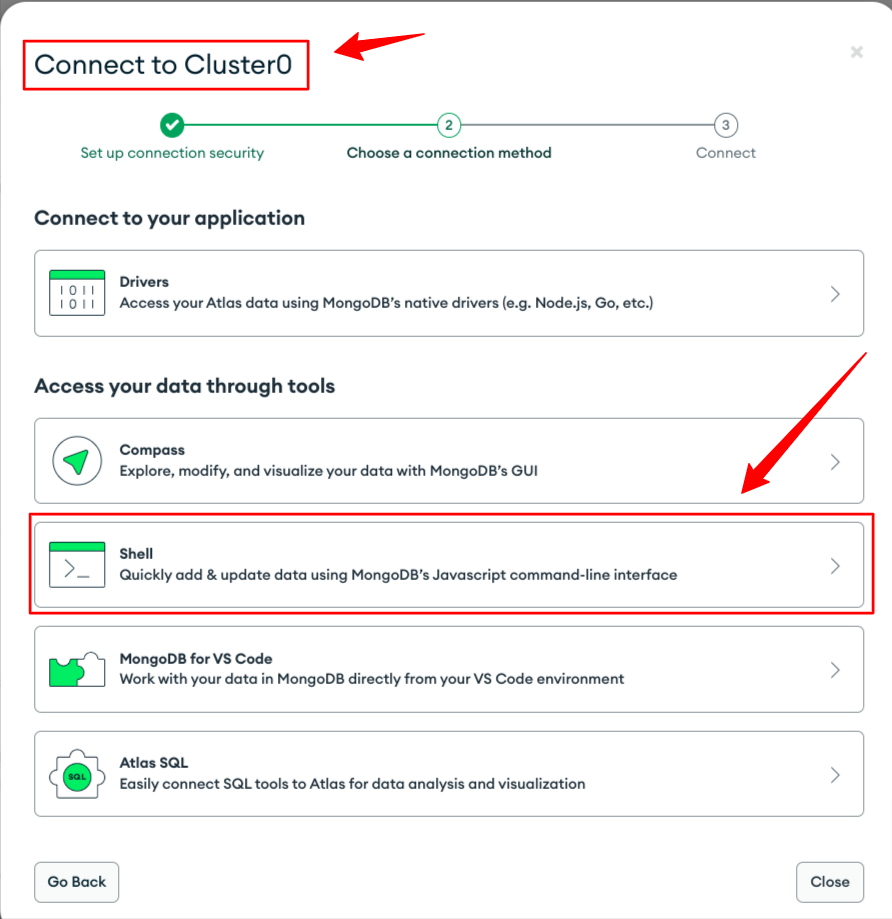 Connect to Cluster0
2
3
Set up connection security
Choose a connection method
Connect
Connect to your application
Drivers
1011
1011
Access your Atlas data using MongoDB's native drivers (e.g. Node.js, Go, etc.)
Access your data through tools
Compass
Explore, modify, and visualize your data with MongoDB's GUI
Shell
>_
Quickly add & update data using MongoDB's Javascript command-line interface
MongoDB for VS Code
Work with your data in MongoDB directly from your VS Code environment
Atlas SQL
SQL
Easily connect SQL tools to Atlas for data analysis and visualization
Go Back
Close